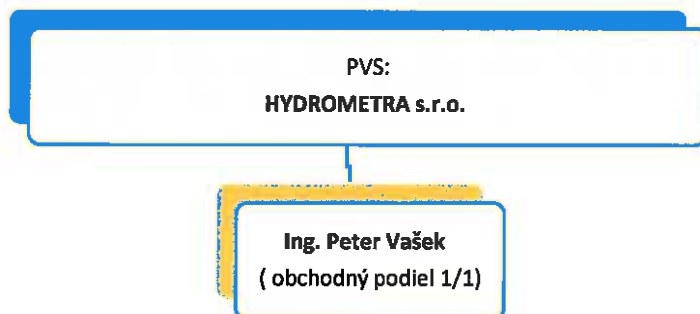 PVS:
HYDROMETRA s.r.o.
Ing. Peter Vašek
( obchodný podiel 1/1)